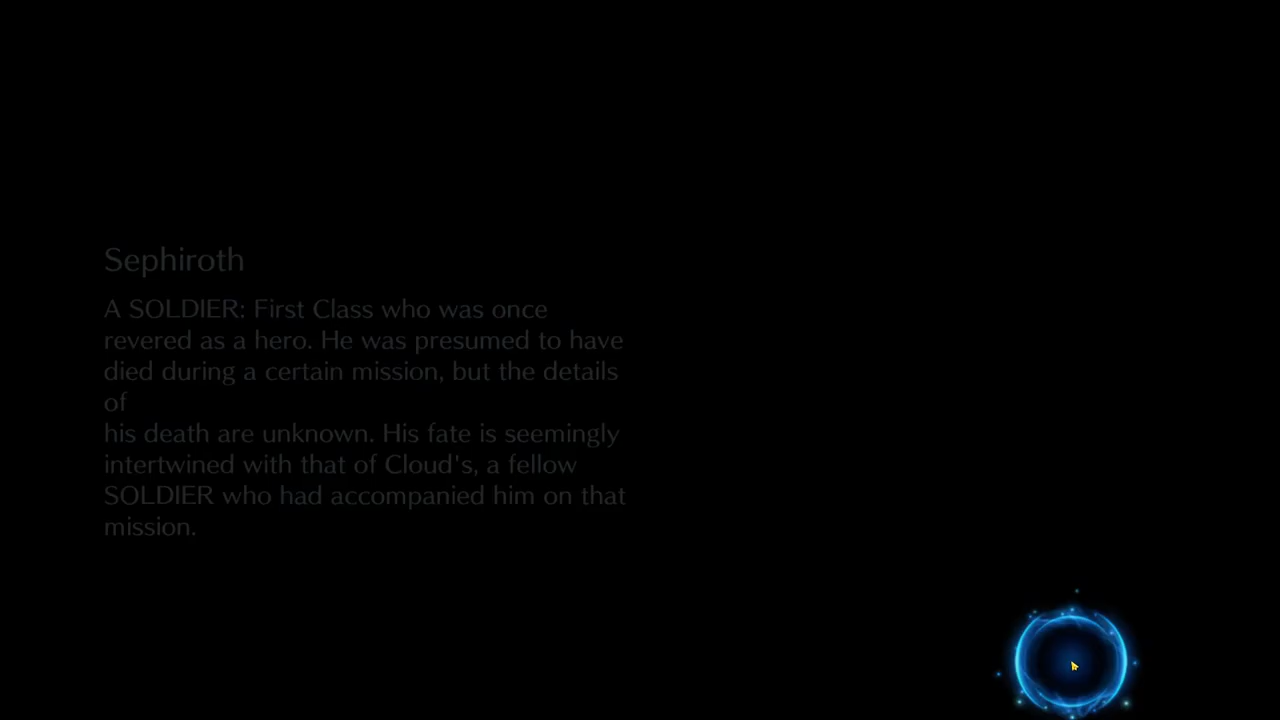 Sephiroth
A SOLDIER: First Class who was once
revered as a hero. He was presumed to have
died during a certain mission, but the details
of
his death are unknown. His fate is seemingly
intertwined with that of Cloud's, a fellow
SOLDIER who had accompanied him on that
mission.